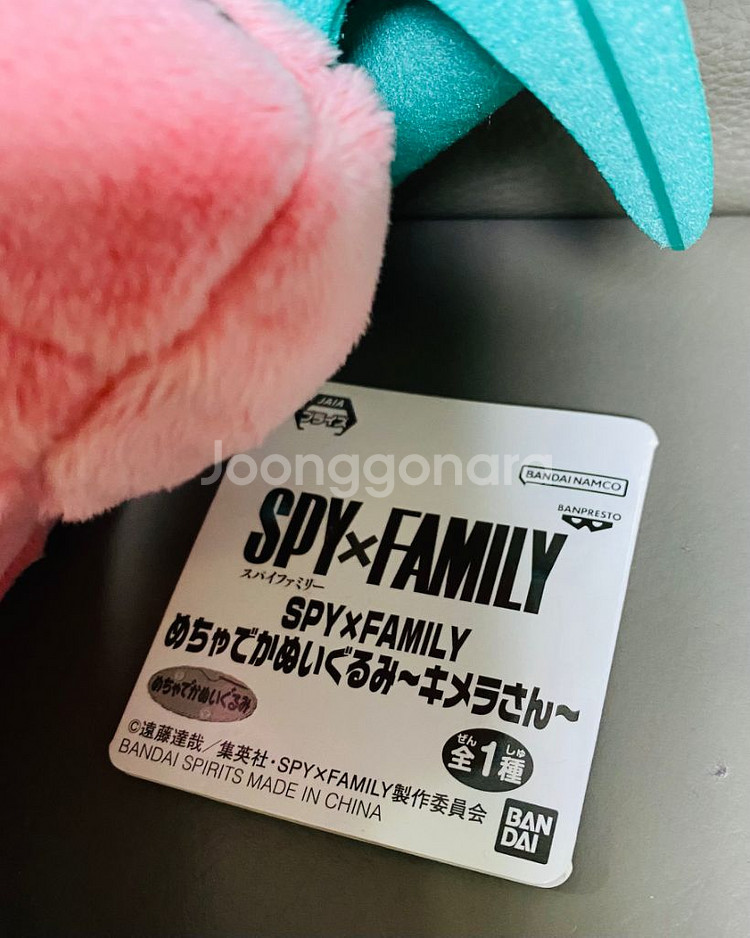 JAIA
プライズ
Joonggonara
BANDAI NAMCO
BANPRESTO
SPY×FAMILY
スパイファミリー
SPY×FAMILY
めちゃでかぬいぐるみ~キメラさん~
めちゃでかぬいぐるみ
ぜん しゅ
全1種
©遠藤達哉／集英社・SPY×FAMILY製作委員会
BANDAI SPIRITS MADE IN CHINA
BAN
DAI